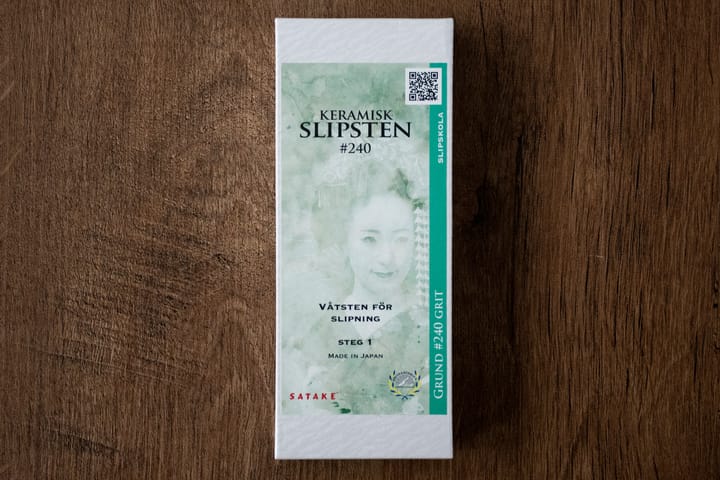 KERAMISK
SLIPSTEN
#240
SLIPSKOLA
VÅTSTEN FÖR
SLIPNING
STEG 1
MADE IN JAPAN
SATAKE
GRUND #240 GRIT